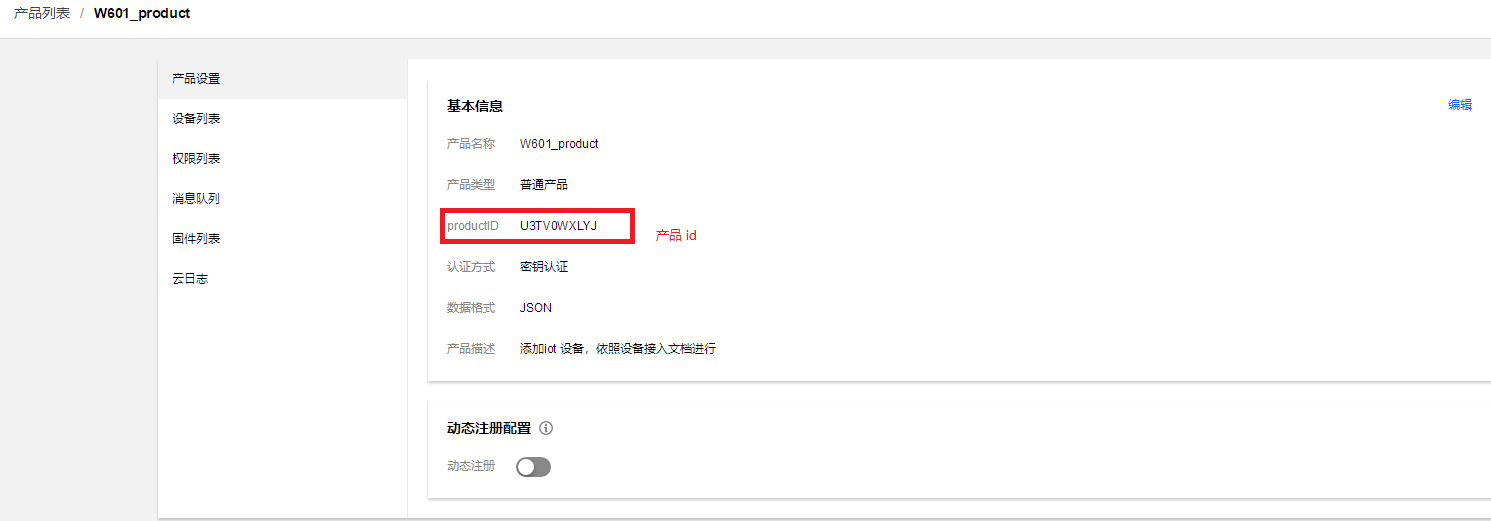 产品列表 / W601_product
产品设置
设备列表
权限列表
消息队列
固件列表
云日志
基本信息
编辑
产品名称 W601_product
产品类型 普通产品
productID U3TV0WXLYJ
产品 id
认证方式 密钥认证
数据格式 JSON
产品描述 添加iot 设备，依照设备接入文档进行
动态注册配置
动态注册